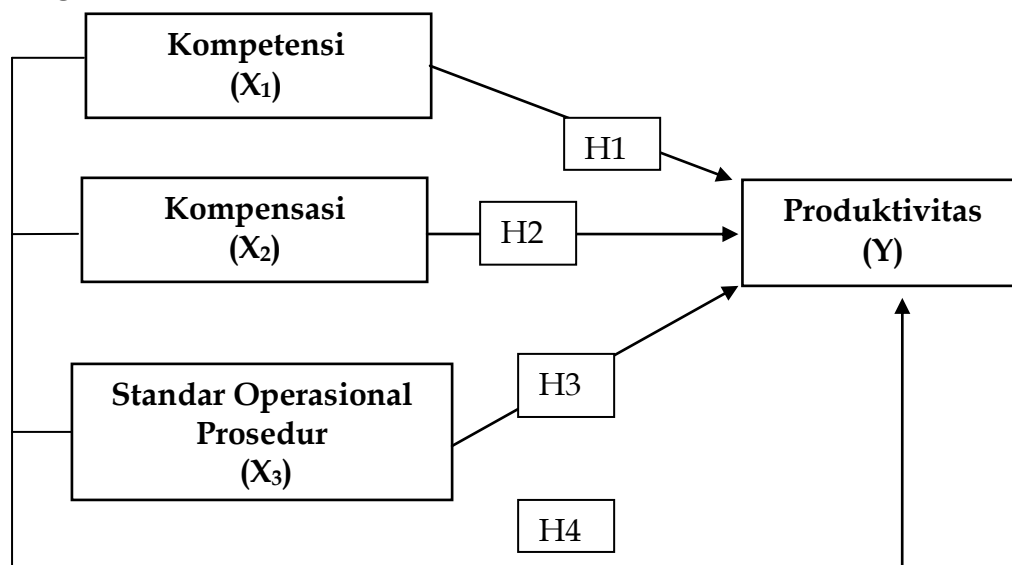 Kompetensi
(X₁)
H1
Kompensasi
(X₂)
H2
Produktivitas
(Y)
Standar Operasional
Prosedur
(X₃)
H3
H4